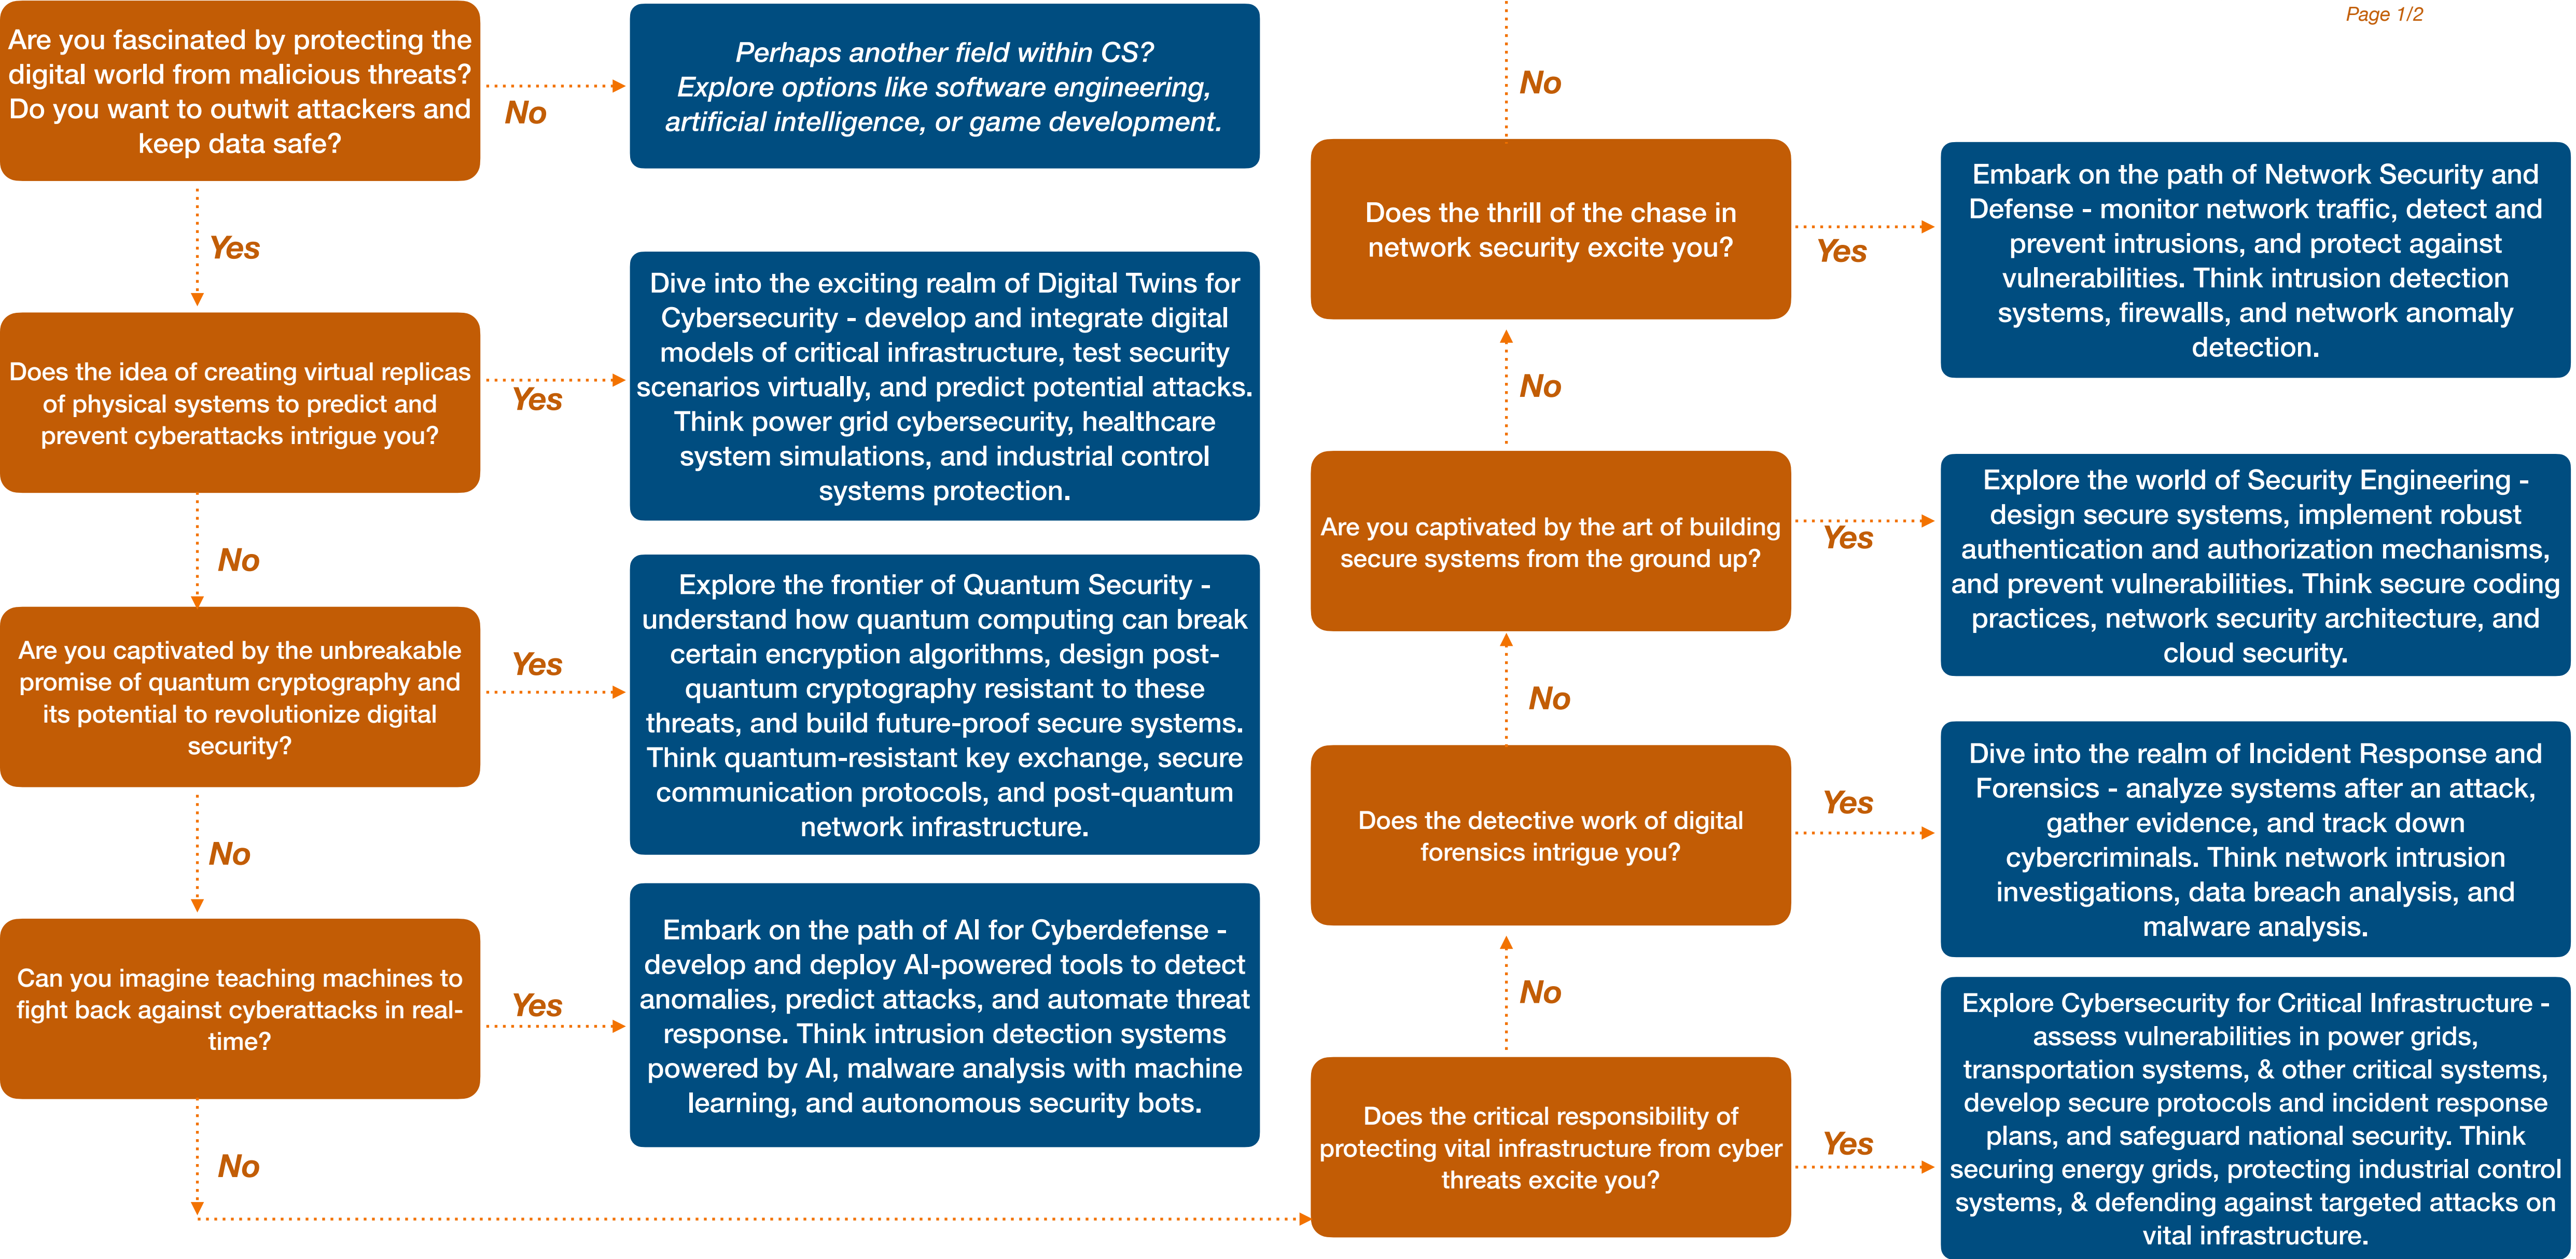 Page 1/2
Are you fascinated by protecting the
digital world from malicious threats?
Do you want to outwit attackers and
keep data safe?
No
Perhaps another field within CS?
Explore options like software engineering,
artificial intelligence, or game development.
Yes
Does the idea of creating virtual replicas
of physical systems to predict and
prevent cyberattacks intrigue you?
Yes
Dive into the exciting realm of Digital Twins for
Cybersecurity - develop and integrate digital
models of critical infrastructure, test security
scenarios virtually, and predict potential attacks.
Think power grid cybersecurity, healthcare
system simulations, and industrial control
systems protection.
No
Are you captivated by the unbreakable
promise of quantum cryptography and
its potential to revolutionize digital
security?
Yes
Explore the frontier of Quantum Security -
understand how quantum computing can break
certain encryption algorithms, design post-
quantum cryptography resistant to these
threats, and build future-proof secure systems.
Think quantum-resistant key exchange, secure
communication protocols, and post-quantum
network infrastructure.
No
Can you imagine teaching machines to
fight back against cyberattacks in real-
time?
Yes
Embark on the path of AI for Cyberdefense -
develop and deploy AI-powered tools to detect
anomalies, predict attacks, and automate threat
response. Think intrusion detection systems
powered by AI, malware analysis with machine
learning, and autonomous security bots.
No
Does the critical responsibility of
protecting vital infrastructure from cyber
threats excite you?
Yes
Explore Cybersecurity for Critical Infrastructure -
assess vulnerabilities in power grids,
transportation systems, & other critical systems,
develop secure protocols and incident response
plans, and safeguard national security. Think
securing energy grids, protecting industrial control
systems, & defending against targeted attacks on
vital infrastructure.
No
Does the detective work of digital
forensics intrigue you?
Yes
Dive into the realm of Incident Response and
Forensics - analyze systems after an attack,
gather evidence, and track down
cybercriminals. Think network intrusion
investigations, data breach analysis, and
malware analysis.
No
Are you captivated by the art of building
secure systems from the ground up?
Yes
Explore the world of Security Engineering -
design secure systems, implement robust
authentication and authorization mechanisms,
and prevent vulnerabilities. Think secure coding
practices, network security architecture, and
cloud security.
No
Does the thrill of the chase in
network security excite you?
Yes
Embark on the path of Network Security and
Defense - monitor network traffic, detect and
prevent intrusions, and protect against
vulnerabilities. Think intrusion detection
systems, firewalls, and network anomaly
detection.
No